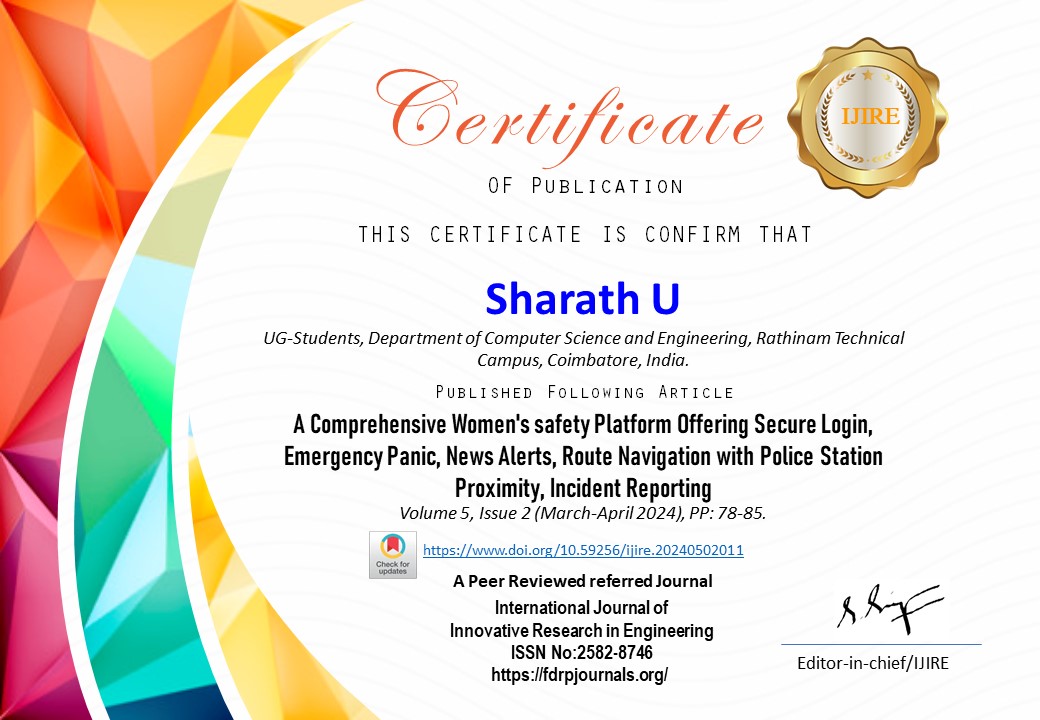 Certificate
IJIRE
OF PUBLICATION
THIS CERTIFICATE IS CONFIRM THAT
Sharath U
UG-Students, Department of Computer Science and Engineering, Rathinam Technical
Campus, Coimbatore, India.
PUBLISHED FOLLOWING ARTICLE
A Comprehensive Women's safety Platform Offering Secure Login,
Emergency Panic, News Alerts, Route Navigation with Police Station
Proximity, Incident Reporting
Volume 5, Issue 2 (March-April 2024), PP: 78-85.
Check for
updates
https://www.doi.org/10.59256/ijire.20240502011
A Peer Reviewed referred Journal
International Journal of
Innovative Research in Engineering
ISSN No:2582-8746
https://fdrpjournals.org/
Editor-in-chief/IJIRE